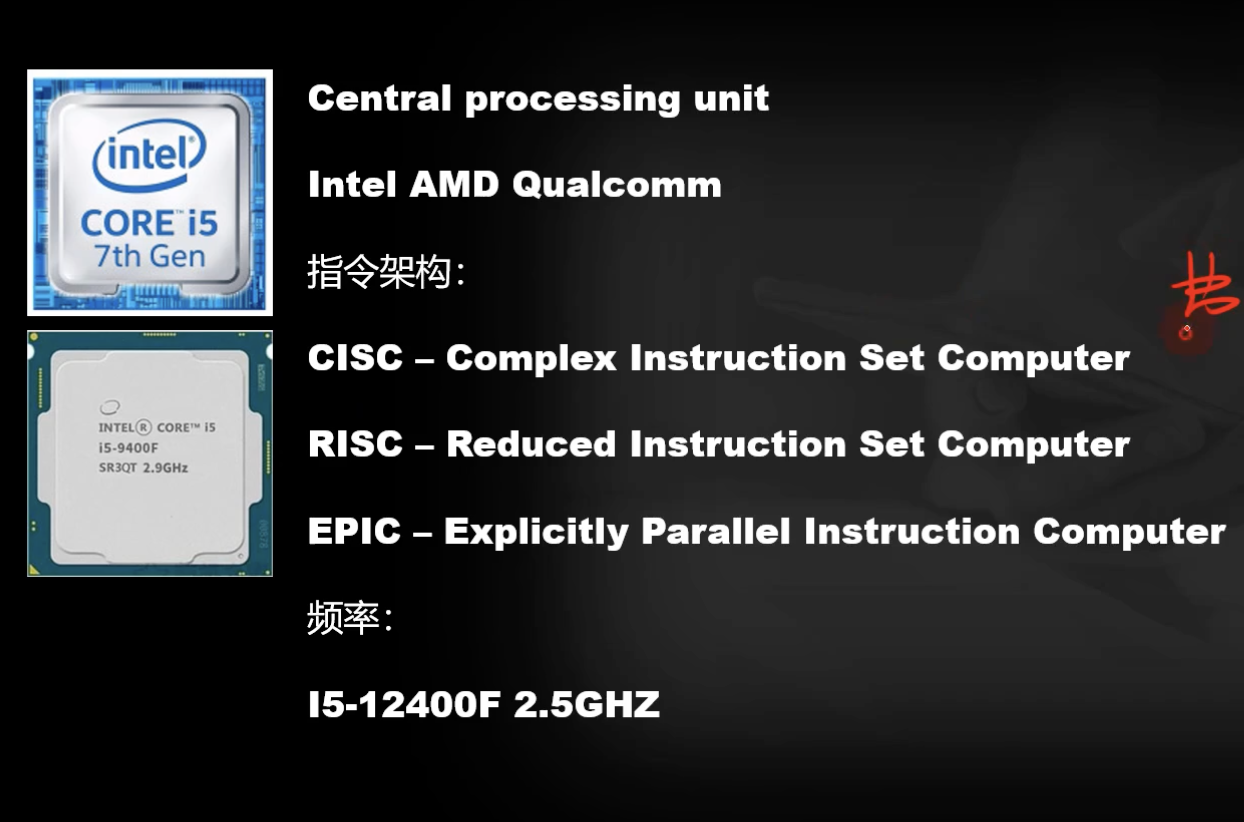 intel®
CORE™ i5
7th Gen
INTEL® CORE™ i5
i5-9400F
SR3QT 2.9GHz
Central processing unit
Intel AMD Qualcomm
指令架构：
CISC – Complex Instruction Set Computer
RISC – Reduced Instruction Set Computer
EPIC – Explicitly Parallel Instruction Computer
频率：
I5-12400F 2.5GHZ